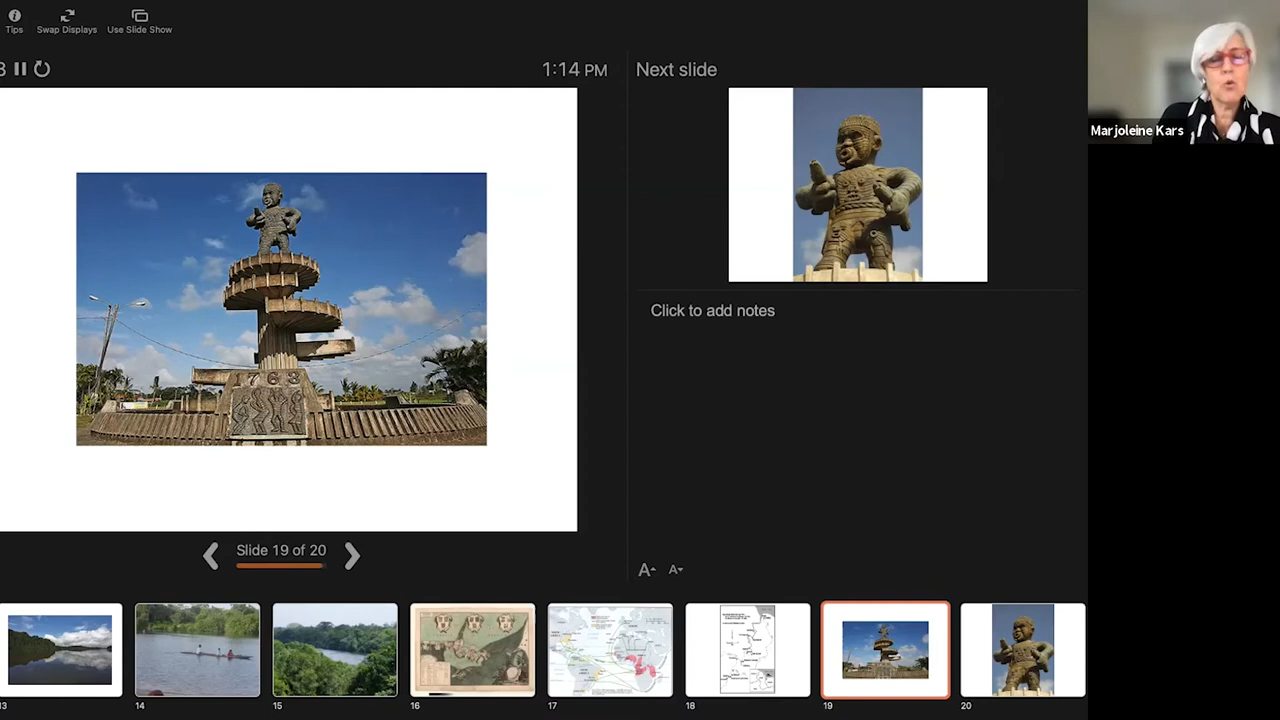 Tips
Swap Displays
Use Slide Show
3
1:14 PM
Next slide
Marjoleine Kars
1763
Click to add notes
Slide 19 of 20
A
A
13
14
15
16
17
18
19
20